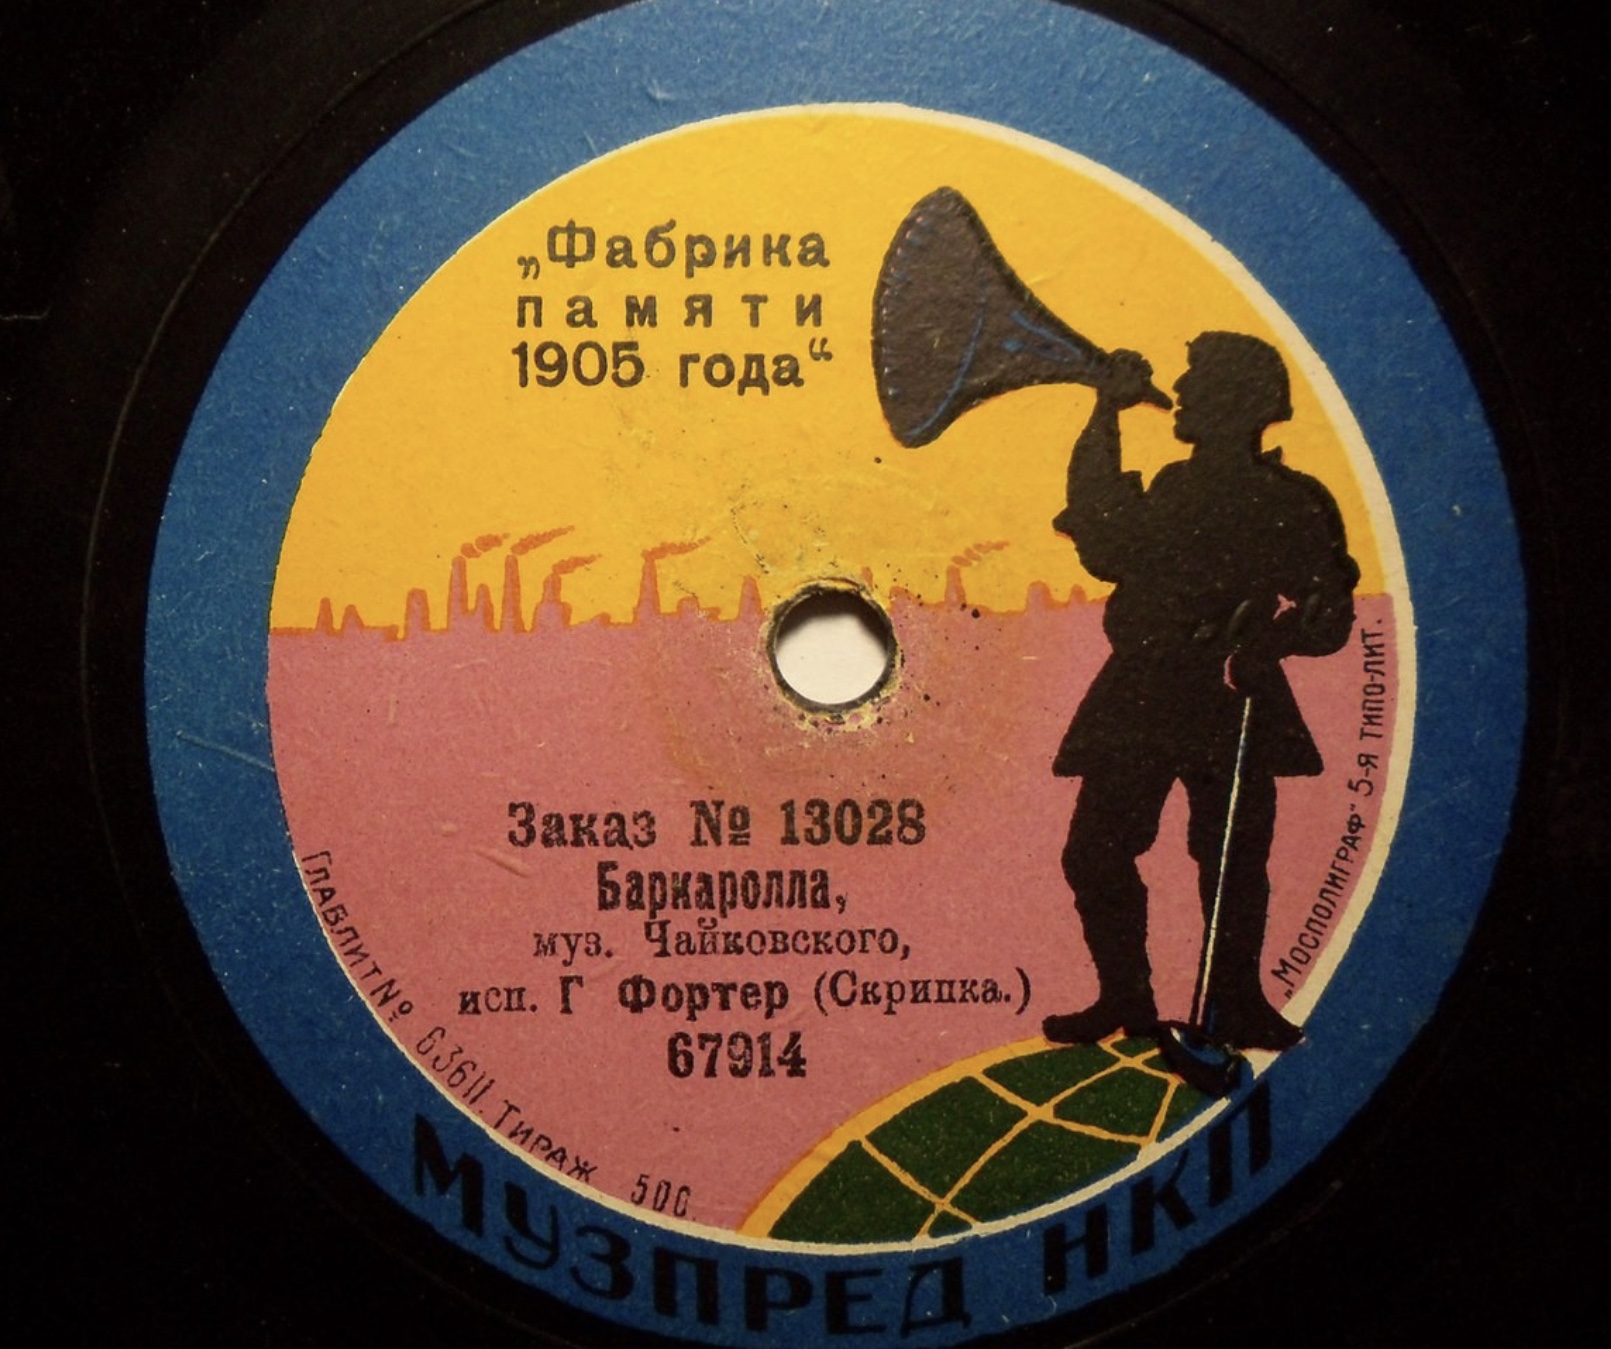 „Фабрика
памяти
1905 года“
Заказ № 13028
Баркаролла,
муз. Чайковского,
исп. Г Фортер (Скрипка.)
67914
Главлит № 63611. Тираж 500.
„Мосполиграф“ 5-я типо-лит.
МУЗПРЕД НКП